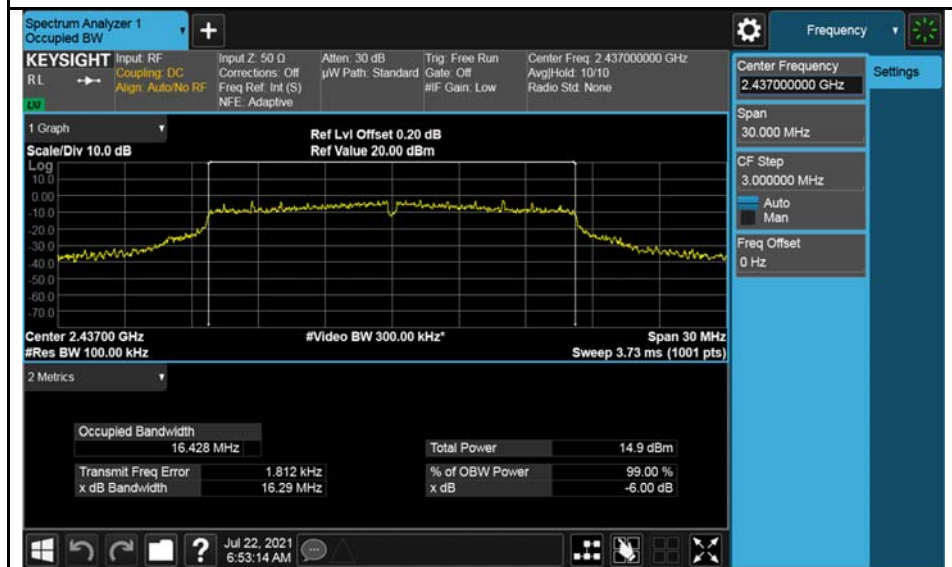 Spectrum Analyzer 1
Occupied BW
+
Frequency
KEYSIGHT
RL
LXI
Input: RF
Coupling: DC
Align: Auto/No RF
Input Z: 50 Ω
Corrections: Off
Freq Ref: Int (S)
NFE: Adaptive
Atten: 30 dB
µW Path: Standard
Trig: Free Run
Gate: Off
#IF Gain: Low
Center Freq: 2.437000000 GHz
Avg|Hold: 10/10
Radio Std: None
Center Frequency
2.437000000 GHz
Settings
Span
30.000 MHz
CF Step
3.000000 MHz
Auto
Man
Freq Offset
0 Hz
1 Graph
Scale/Div 10.0 dB
Ref Lvl Offset 0.20 dB
Ref Value 20.00 dBm
Log
10.0
0.00
-10.0
-20.0
-30.0
-40.0
-50.0
-60.0
-70.0
Center 2.43700 GHz
#Res BW 100.00 kHz
#Video BW 300.00 kHz*
Span 30 MHz
Sweep 3.73 ms (1001 pts)
2 Metrics
Occupied Bandwidth
16.428 MHz
Total Power 14.9 dBm
Transmit Freq Error 1.812 kHz
% of OBW Power 99.00 %
x dB Bandwidth 16.29 MHz
x dB -6.00 dB
?
Jul 22, 2021
6:53:14 AM